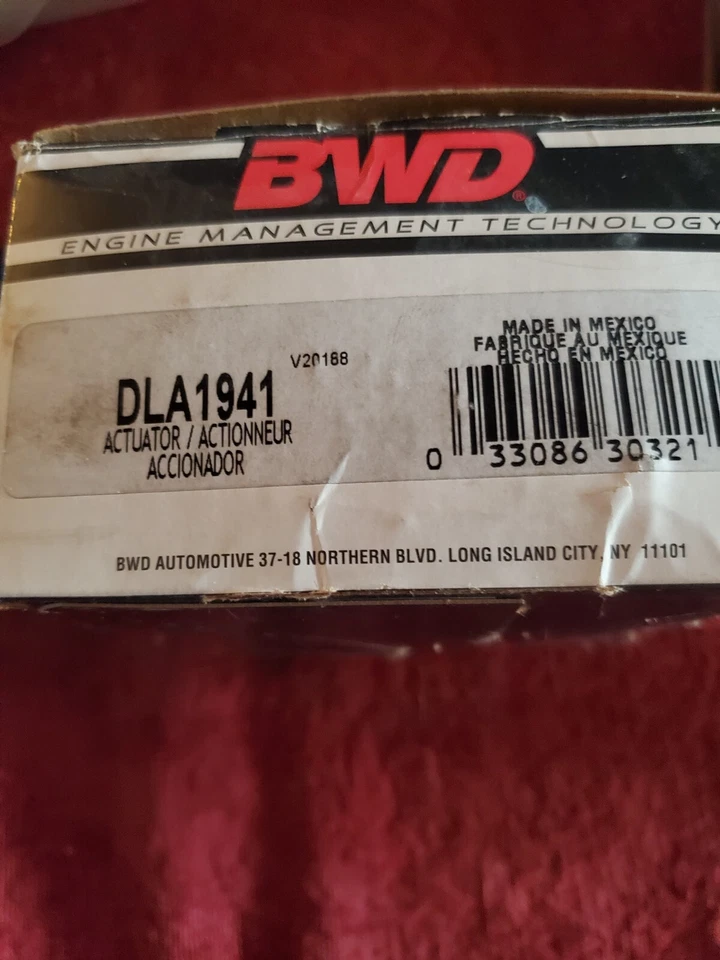 BWD®
ENGINE MANAGEMENT TECHNOLOGY
V20188
DLA1941
ACTUATOR / ACTIONNEUR
ACCIONADOR
MADE IN MEXICO
FABRIQUE AU MEXIQUE
HECHO EN MEXICO
0 33086 30321
BWD AUTOMOTIVE 37-18 NORTHERN BLVD. LONG ISLAND CITY, NY 11101